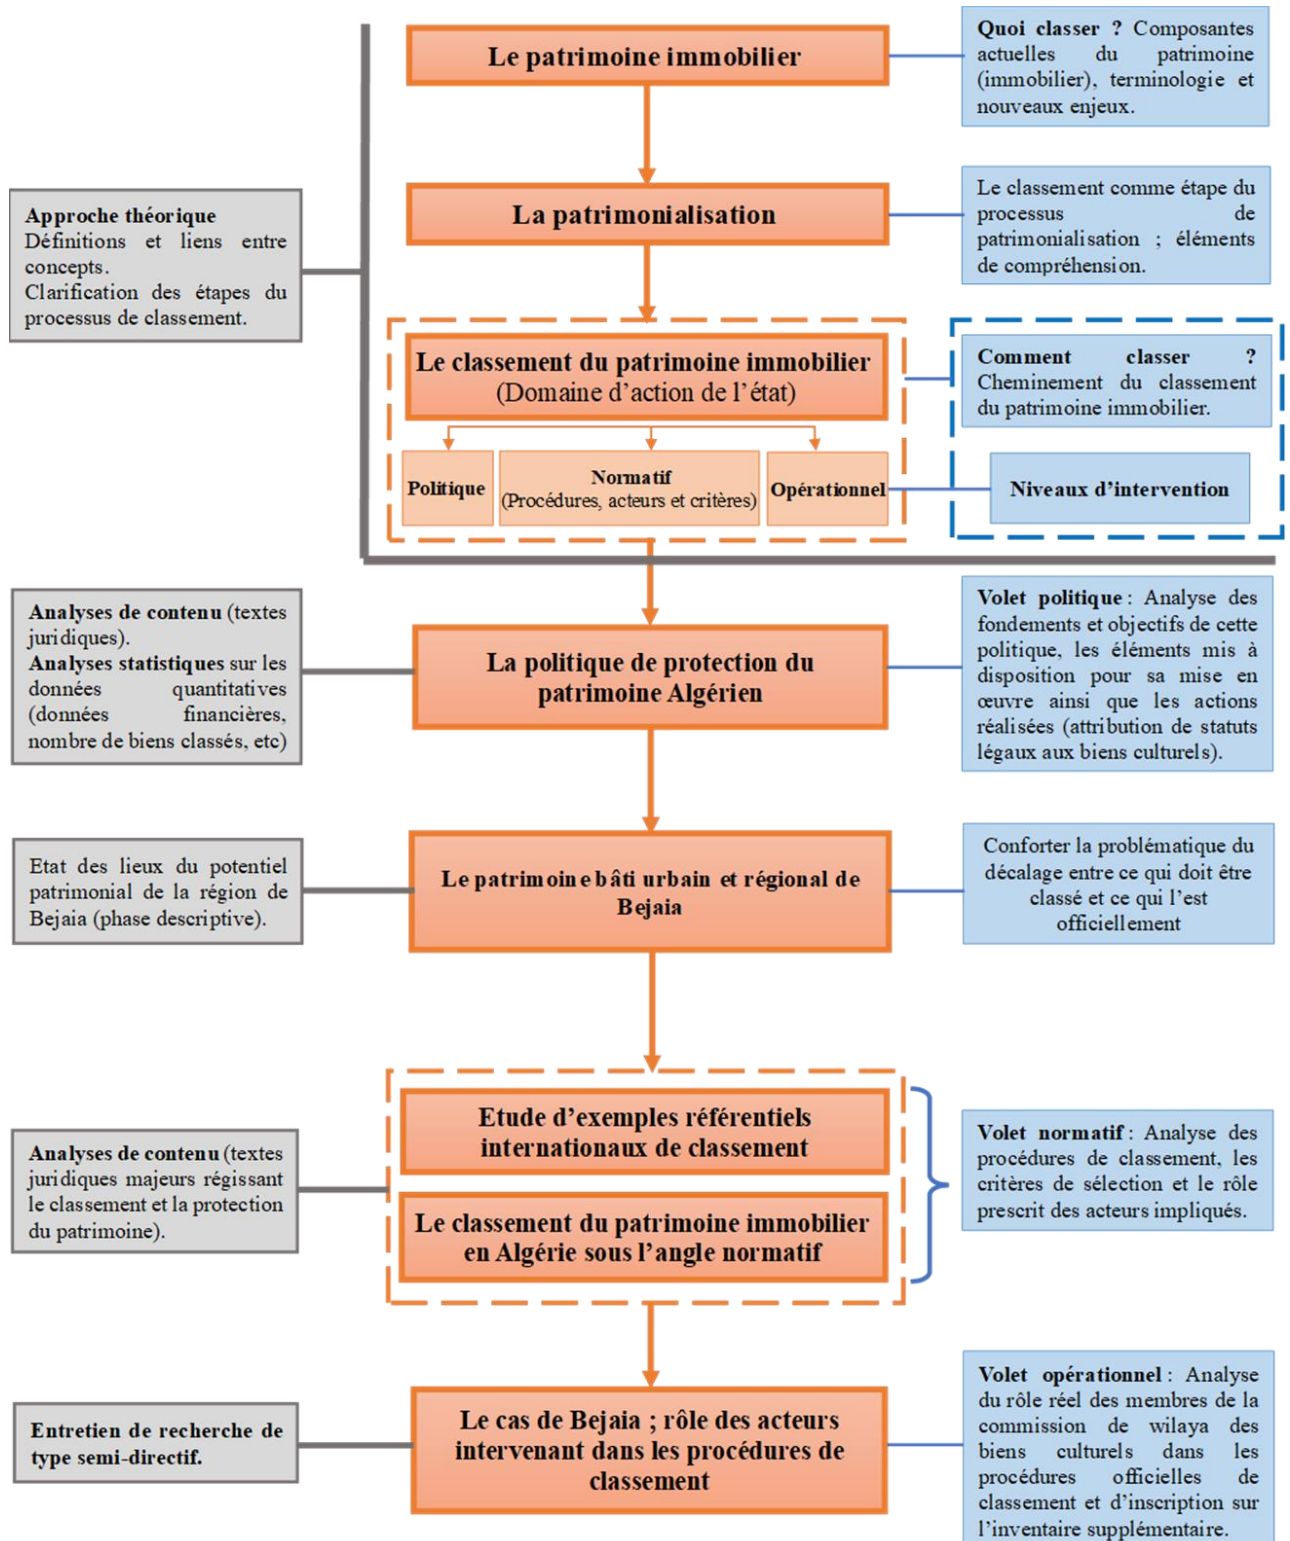 Le patrimoine immobilier
Quoi classer ? Composantes
actuelles du patrimoine
(immobilier), terminologie et
nouveaux enjeux.
La patrimonialisation
Le classement comme étape du
processus de
patrimonialisation ; éléments
de compréhension.
Approche théorique
Définitions et liens entre
concepts.
Clarification des étapes du
processus de classement.
Le classement du patrimoine immobilier
(Domaine d'action de l'état)
Comment classer ?
Cheminement du classement
du patrimoine immobilier.
Politique
Normatif
(Procédures, acteurs et critères)
Opérationnel
Niveaux d'intervention
Analyses de contenu (textes
juridiques).
Analyses statistiques sur les
données quantitatives
(données financières,
nombre de biens classés, etc)
La politique de protection du
patrimoine Algérien
Volet politique : Analyse des
fondements et objectifs de cette
politique, les éléments mis à
disposition pour sa mise en
œuvre ainsi que les actions
réalisées (attribution de statuts
légaux aux biens culturels).
Etat des lieux du potentiel
patrimonial de la région de
Bejaia (phase descriptive).
Le patrimoine bâti urbain et régional de
Bejaia
Conforter la problématique du
décalage entre ce qui doit être
classé et ce qui l'est
officiellement
Analyses de contenu (textes
juridiques majeurs régissant
le classement et la protection
du patrimoine).
Etude d'exemples référentiels
internationaux de classement
Le classement du patrimoine immobilier
en Algérie sous l'angle normatif
Volet normatif : Analyse des
procédures de classement, les
critères de sélection et le rôle
prescrit des acteurs impliqués.
Entretien de recherche de
type semi-directif.
Le cas de Bejaia ; rôle des acteurs
intervenant dans les procédures de
classement
Volet opérationnel : Analyse
du rôle réel des membres de la
commission de wilaya des
biens culturels dans les
procédures officielles de
classement et d'inscription sur
l'inventaire supplémentaire.